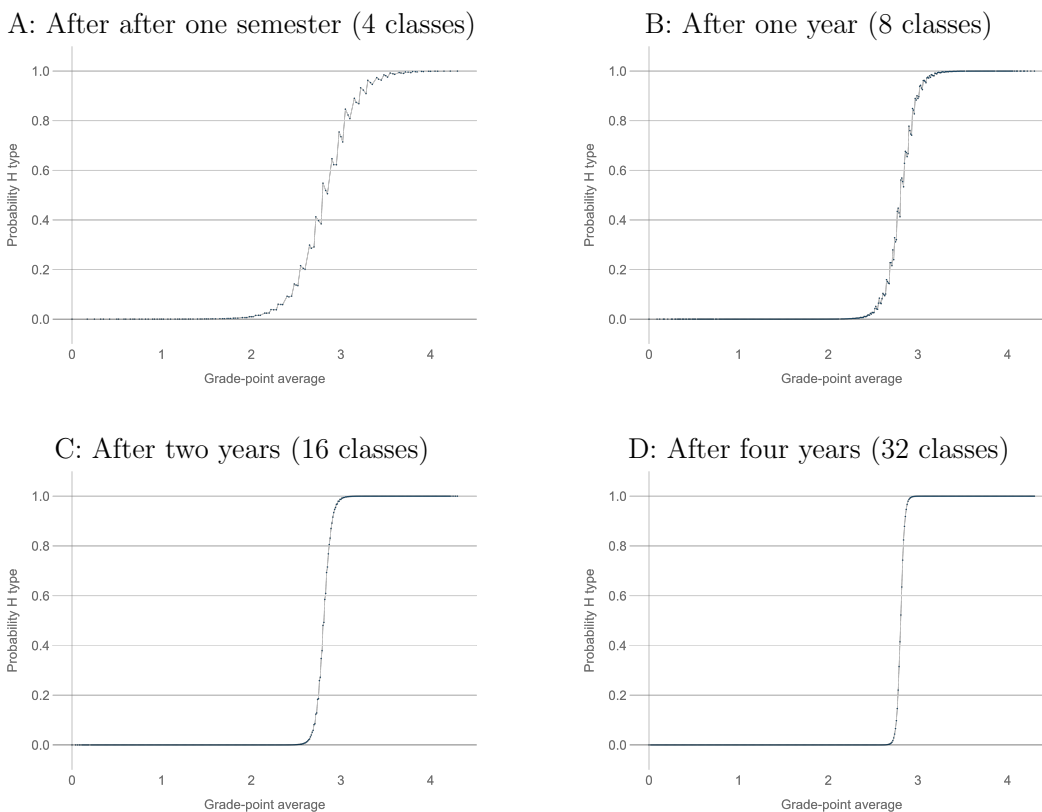 A: After after one semester (4 classes)
1.0
0.8
0.6
0.4
0.2
0.0
Probability H type
0 1 2 3 4
Grade-point average
B: After one year (8 classes)
1.0
0.8
0.6
0.4
0.2
0.0
Probability H type
0 1 2 3 4
Grade-point average
C: After two years (16 classes)
1.0
0.8
0.6
0.4
0.2
0.0
Probability H type
0 1 2 3 4
Grade-point average
D: After four years (32 classes)
1.0
0.8
0.6
0.4
0.2
0.0
Probability H type
0 1 2 3 4
Grade-point average